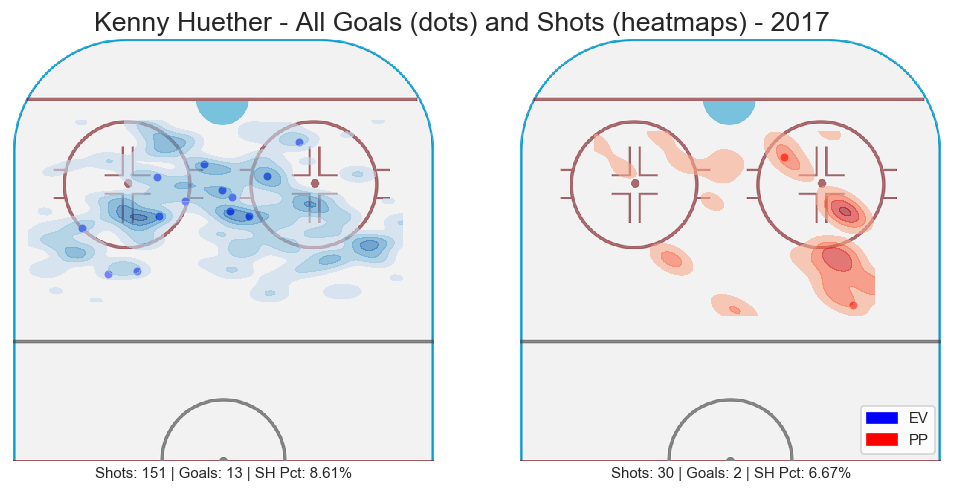 Kenny Huether - All Goals (dots) and Shots (heatmaps) - 2017
EV
PP
Shots: 151 | Goals: 13 | SH Pct: 8.61%
Shots: 30 | Goals: 2 | SH Pct: 6.67%